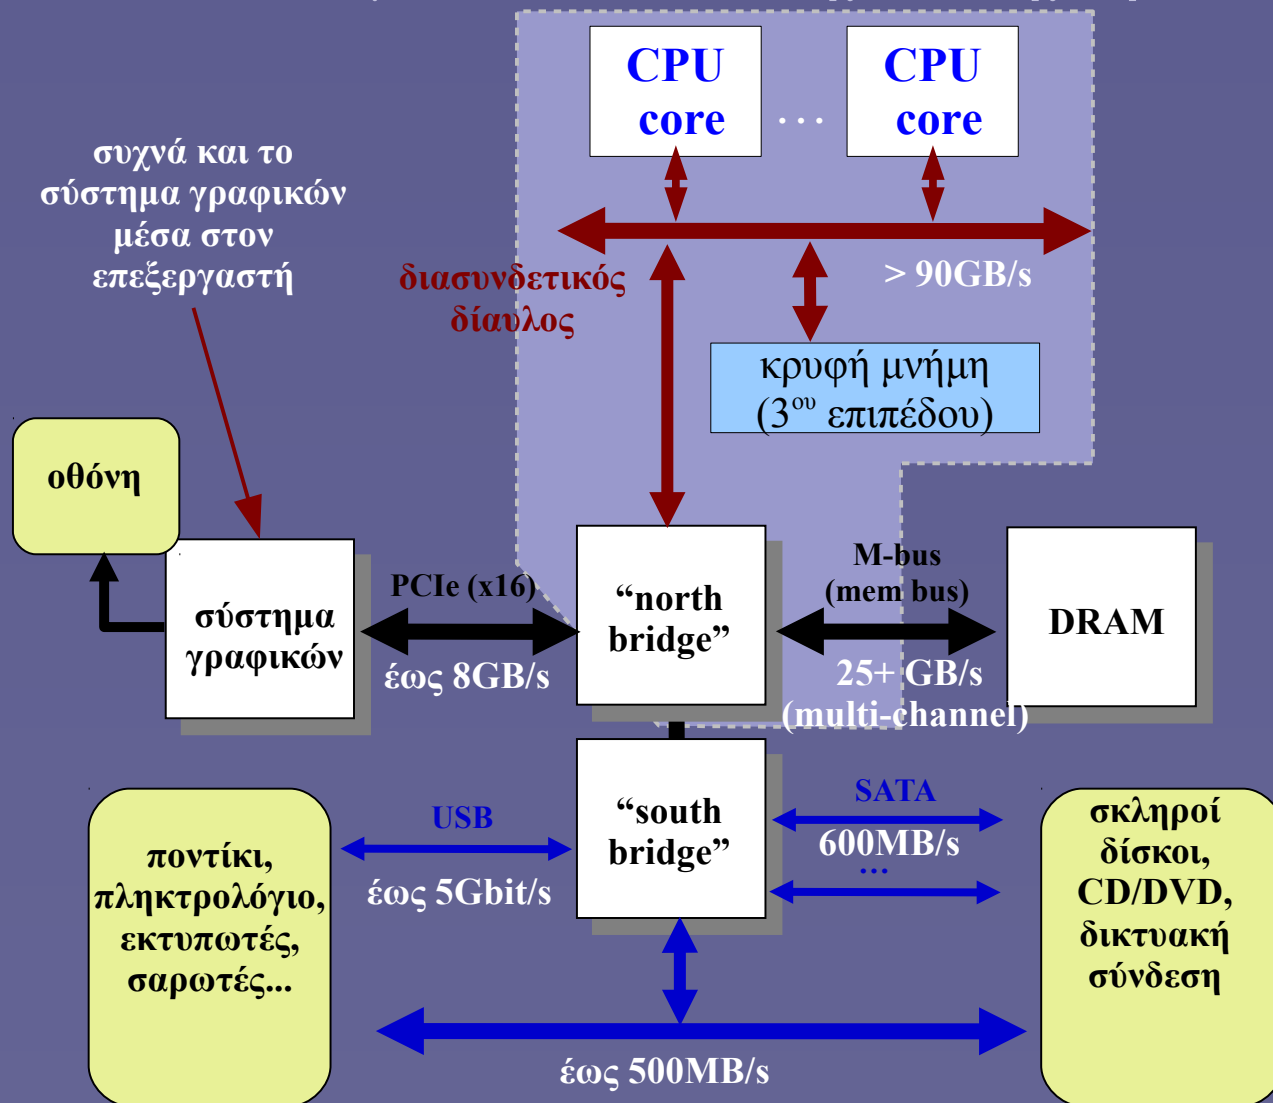 CPU
core
...
CPU
core
συχνά και το
σύστημα γραφικών
μέσα στον
επεξεργαστή
διασυνδετικός
δίαυλος
> 90GB/s
κρυφή μνήμη
(3ου επιπέδου)
οθόνη
σύστημα
γραφικών
PCIe (x16)
έως 8GB/s
“north
bridge”
M-bus
(mem bus)
25+ GB/s
(multi-channel)
DRAM
ποντίκι,
πληκτρολόγιο,
εκτυπωτές,
σαρωτές...
USB
έως 5Gbit/s
“south
bridge”
SATA
600MB/s
...
σκληροί
δίσκοι,
CD/DVD,
δικτυακή
σύνδεση
έως 500MB/s